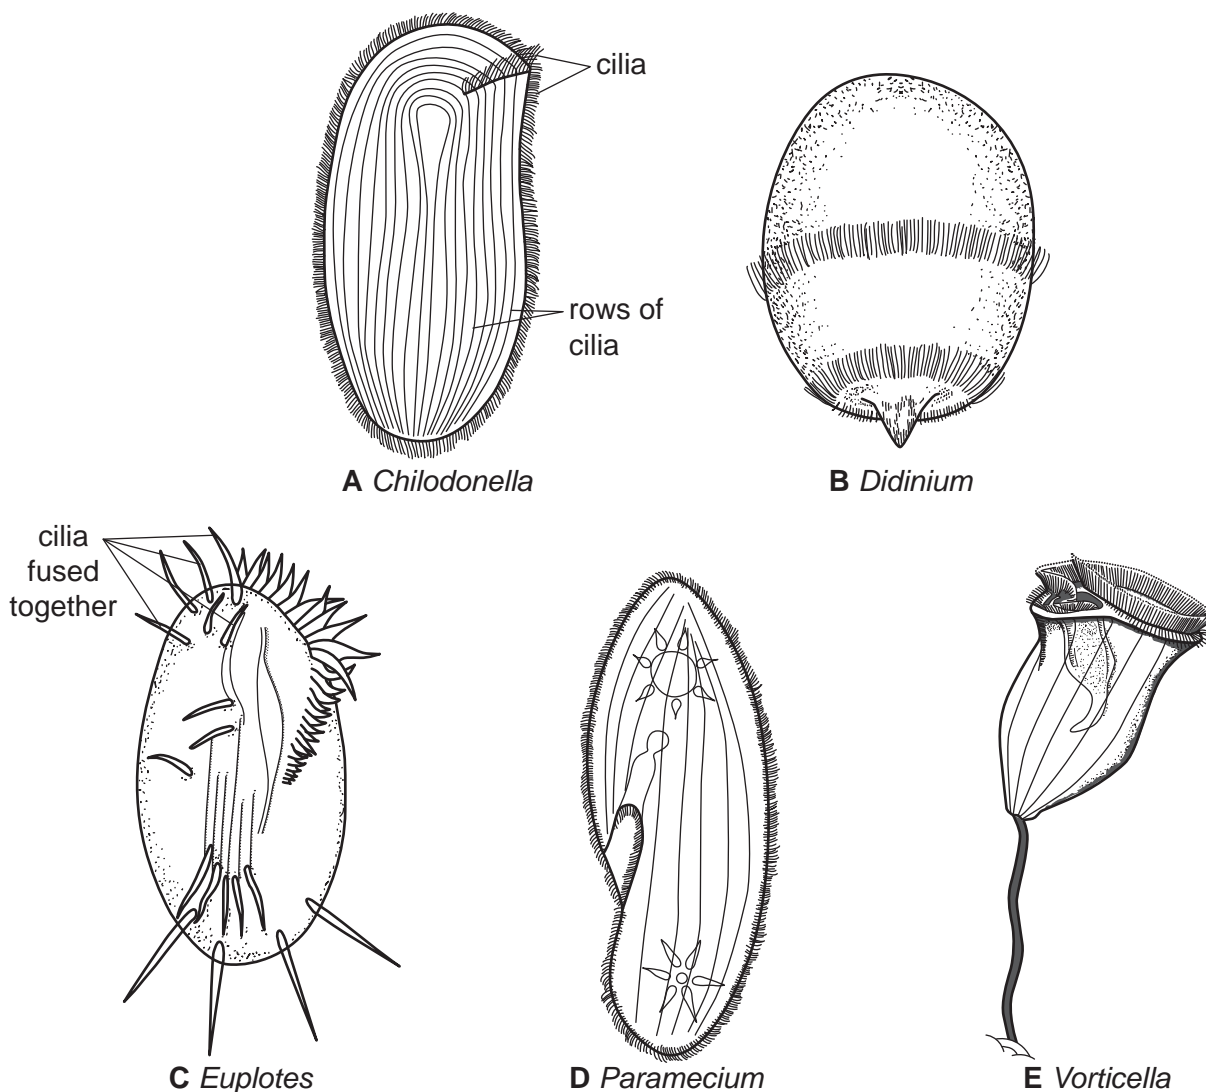 cilia
rows of
cilia
A Chilodonella
B Didinium
cilia
fused
together
C Euplotes
D Paramecium
E Vorticella